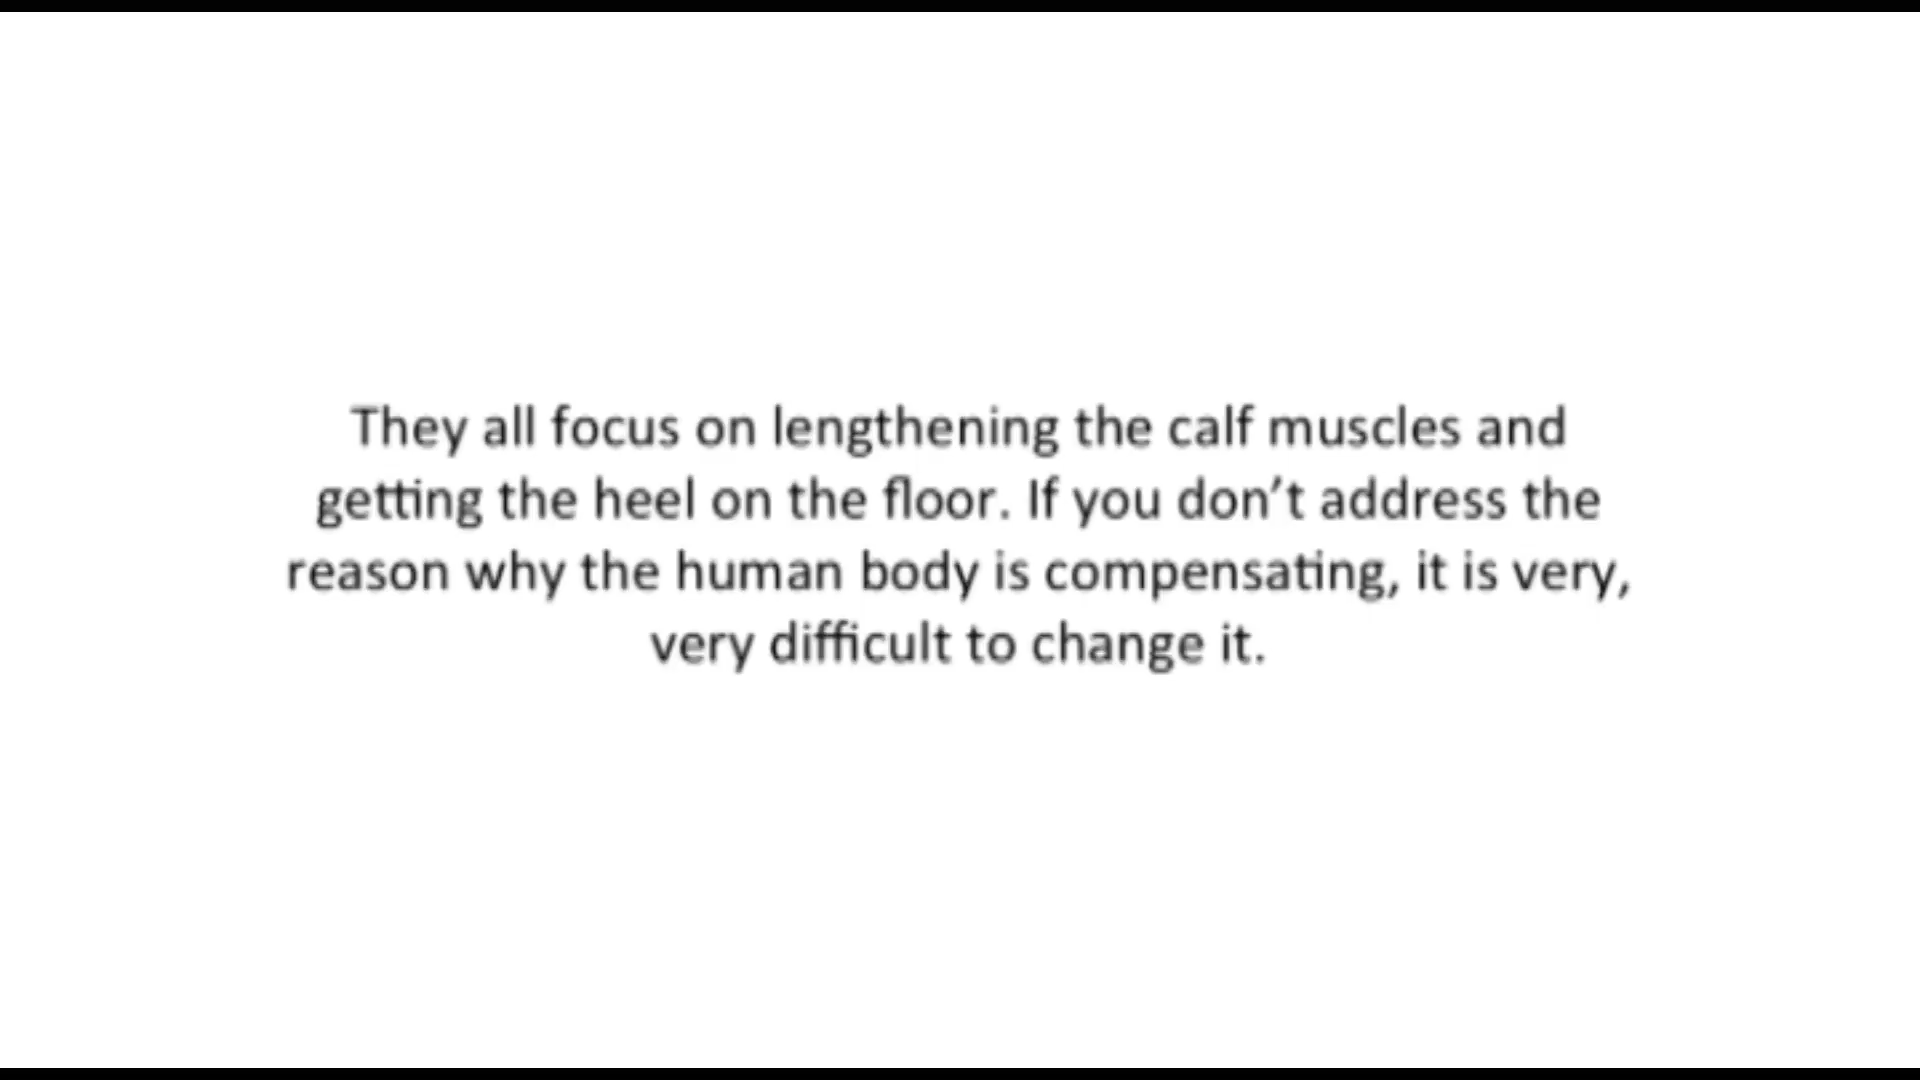 They all focus on lengthening the calf muscles and
getting the heel on the floor. If you don’t address the
reason why the human body is compensating, it is very,
very difficult to change it.